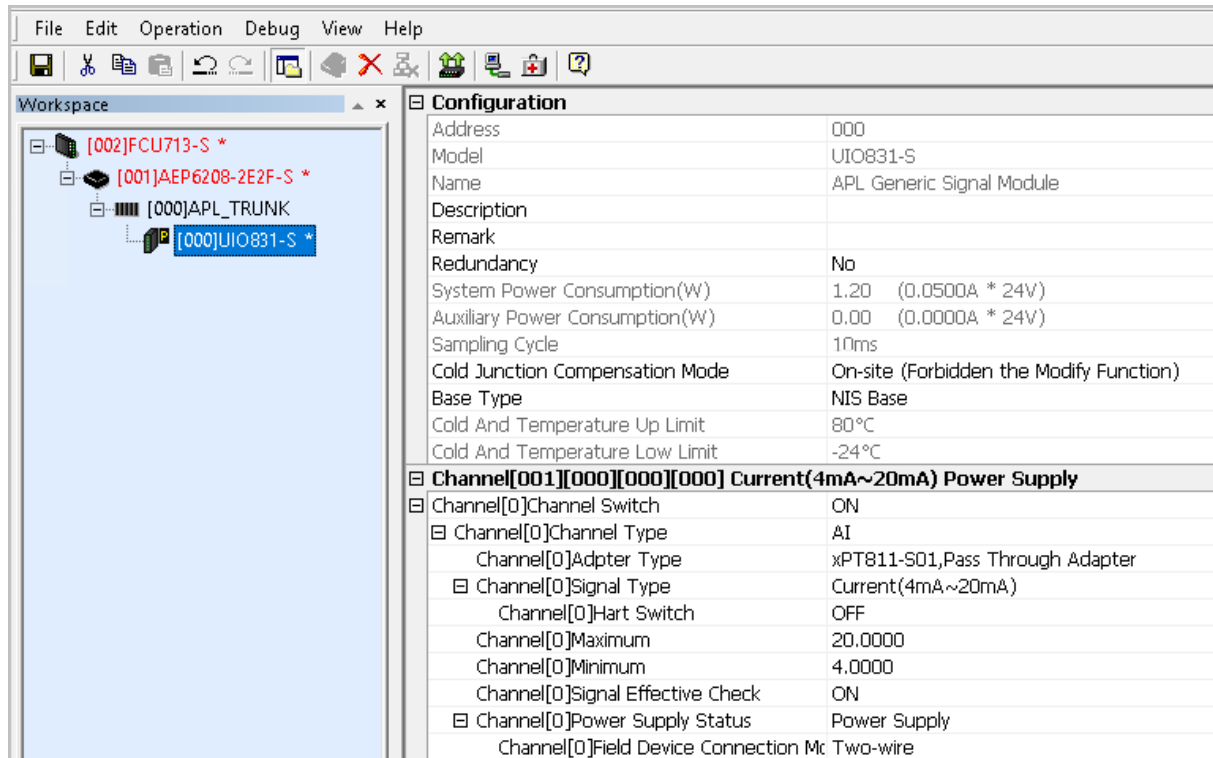 File Edit Operation Debug View Help
Workspace
[002]FCU713-S *
[001]AEP6208-2E2F-S *
[000]APL_TRUNK
[000]UIO831-S *
Configuration
Address 000
Model UIO831-S
Name APL Generic Signal Module
Description
Remark
Redundancy No
System Power Consumption(W) 1.20 (0.0500A * 24V)
Auxiliary Power Consumption(W) 0.00 (0.0000A * 24V)
Sampling Cycle 10ms
Cold Junction Compensation Mode On-site (Forbidden the Modify Function)
Base Type NIS Base
Cold And Temperature Up Limit 80°C
Cold And Temperature Low Limit -24°C
Channel[001][000][000][000] Current(4mA~20mA) Power Supply
Channel[0]Channel Switch ON
Channel[0]Channel Type AI
Channel[0]Adpter Type xPT811-S01,Pass Through Adapter
Channel[0]Signal Type Current(4mA~20mA)
Channel[0]Hart Switch OFF
Channel[0]Maximum 20.0000
Channel[0]Minimum 4.0000
Channel[0]Signal Effective Check ON
Channel[0]Power Supply Status Power Supply
Channel[0]Field Device Connection Mc Two-wire